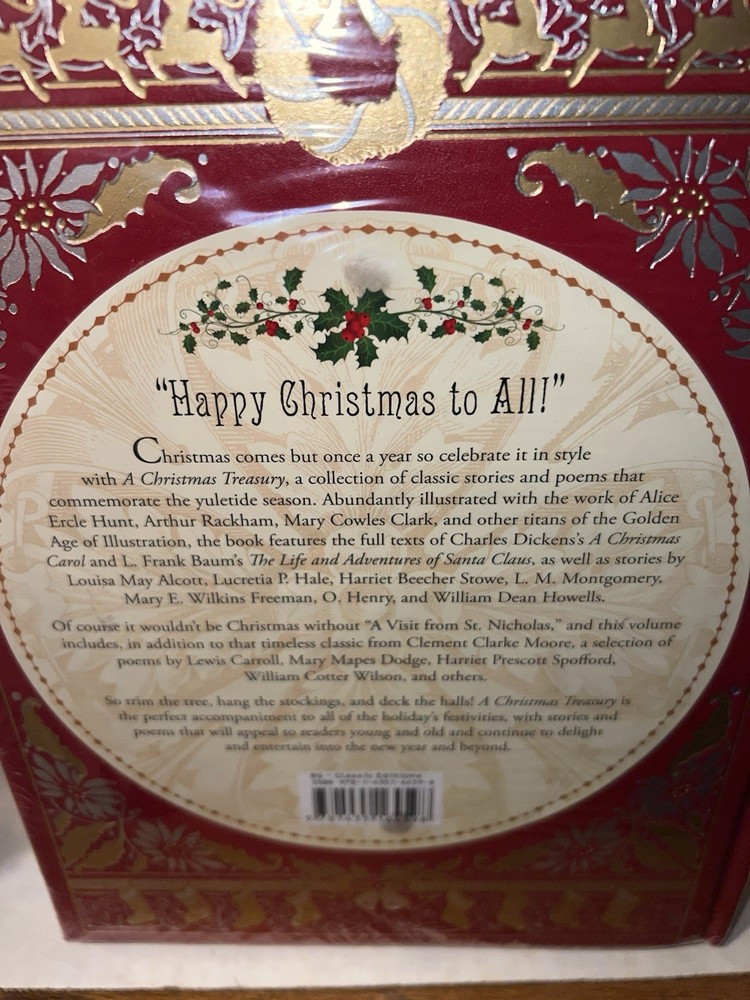 “Happy Christmas to All!”
Christmas comes but once a year so celebrate it in style
with A Christmas Treasury, a collection of classic stories and poems that
commemorate the yuletide season. Abundantly illustrated with the work of Alice
Ercle Hunt, Arthur Rackham, Mary Cowles Clark, and other titans of the Golden
Age of Illustration, the book features the full texts of Charles Dickens’s A Christmas
Carol and L. Frank Baum’s The Life and Adventures of Santa Claus, as well as stories by
Louisa May Alcott, Lucretia P. Hale, Harriet Beecher Stowe, L. M. Montgomery,
Mary E. Wilkins Freeman, O. Henry, and William Dean Howells.
Of course it wouldn’t be Christmas without “A Visit from St. Nicholas,” and this volume
includes, in addition to that timeless classic from Clement Clarke Moore, a selection of
poems by Lewis Carroll, Mary Mapes Dodge, Harriet Prescott Spofford,
William Cotter Wilson, and others.
So trim the tree, hang the stockings, and deck the halls! A Christmas Treasury is
the perfect accompaniment to all of the holiday’s festivities, with stories and
poems that will appeal to readers young and old and continue to delight
and entertain into the new year and beyond.
BG - Classic Editions
ISBN